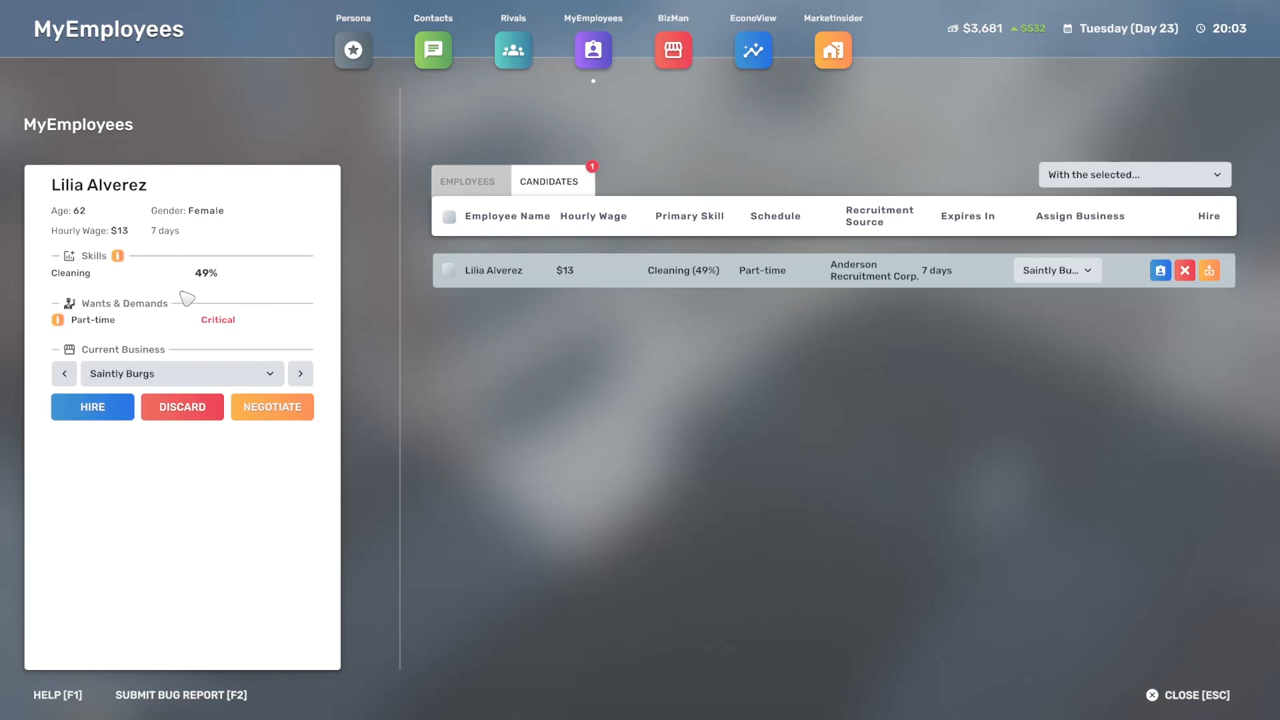 MyEmployees
Persona
Contacts
Rivals
MyEmployees
BizMan
EconoView
MarketInsider
$3,681 $532
Tuesday (Day 23)
20:03
MyEmployees
Lilia Alverez
Age: 62 Gender: Female
Hourly Wage: $13 7 days
Skills
Cleaning 49%
Wants & Demands
Part-time Critical
Current Business
Saintly Burgs
HIRE DISCARD NEGOTIATE
EMPLOYEES CANDIDATES 1
With the selected...
Employee Name Hourly Wage Primary Skill Schedule Recruitment Source Expires In Assign Business Hire
Lilia Alverez $13 Cleaning (49%) Part-time Anderson Recruitment Corp. 7 days Saintly Bu...
HELP [F1] SUBMIT BUG REPORT [F2]
CLOSE [ESC]